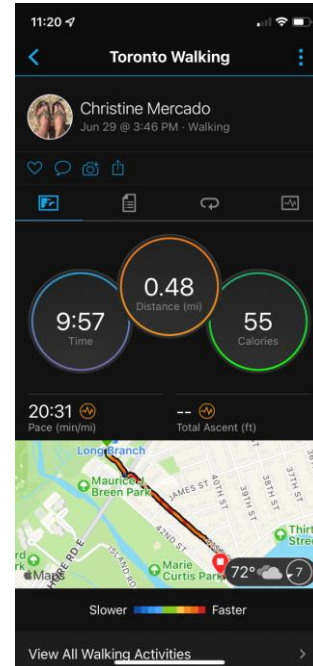 11:20
Toronto Walking
Christine Mercado
Jun 29 @ 3:46 PM · Walking
0.48
Distance (mi)
9:57
Time
55
Calories
20:31
Pace (min/mi)
--
Total Ascent (ft)
Long Branch
Maurice J
Breen Park
JAMES ST
40TH ST
39TH ST
38TH ST
37TH ST
42ND ST
ISLAND RD
SHORE RD E
Marie
Curtis Park
Maps
72°
7
Slower
Faster
View All Walking Activities